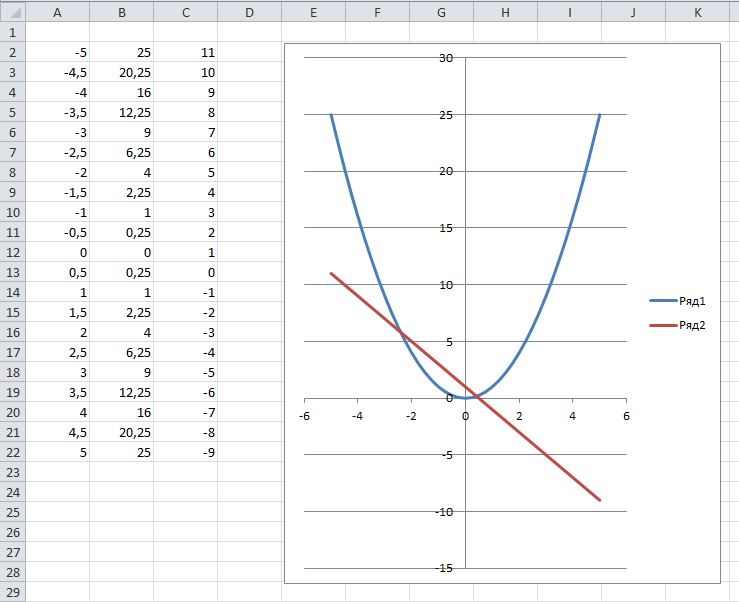 A B C D E F G H I J K
1
2 -5 25 11
3 -4,5 20,25 10
4 -4 16 9
5 -3,5 12,25 8
6 -3 9 7
7 -2,5 6,25 6
8 -2 4 5
9 -1,5 2,25 4
10 -1 1 3
11 -0,5 0,25 2
12 0 0 1
13 0,5 0,25 0
14 1 1 -1
15 1,5 2,25 -2
16 2 4 -3
17 2,5 6,25 -4
18 3 9 -5
19 3,5 12,25 -6
20 4 16 -7
21 4,5 20,25 -8
22 5 25 -9
23
24
25
26
27
28
29
30
25
20
15
10
5
0
-5
-10
-15
-6 -4 -2 0 2 4 6
Ряд1
Ряд2